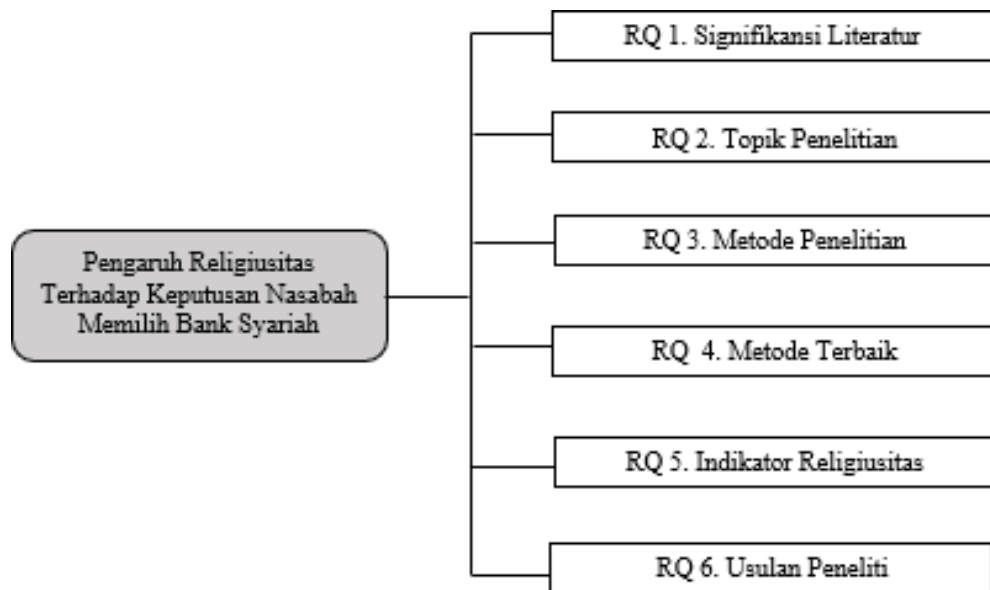 Pengaruh Religiusitas
Terhadap Keputusan Nasabah
Memilih Bank Syariah
RQ 1. Signifikansi Literatur
RQ 2. Topik Penelitian
RQ 3. Metode Penelitian
RQ 4. Metode Terbaik
RQ 5. Indikator Religiusitas
RQ 6. Usulan Peneliti